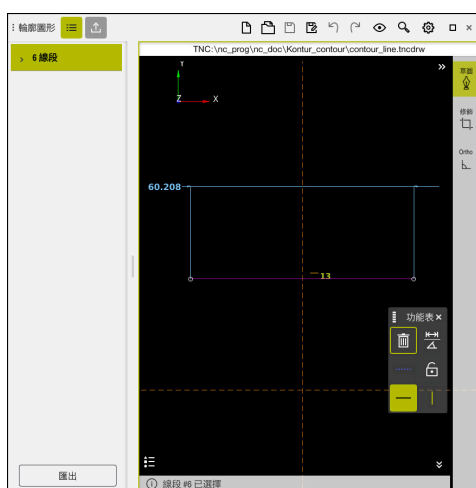 輪廓圖形
TNC:\nc_prog\nc_doc\Kontur_contour\contour_line.tncdrw
6 線段
草圖
修飾
Ortho
Y
Z
X
60.208
13
功能表
匯出
線段 #6 已選擇